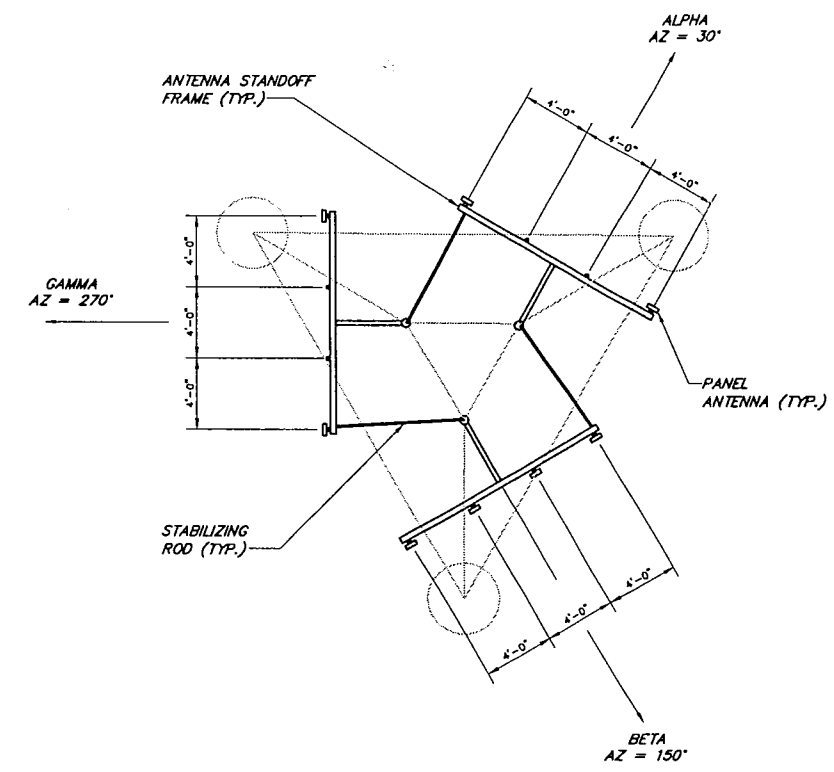 ALPHA
AZ = 30°
ANTENNA STANDOFF
FRAME (TYP.)
4'-0"
4'-0"
4'-0"
GAMMA
AZ = 270°
4'-0"
4'-0"
4'-0"
PANEL
ANTENNA (TYP.)
STABILIZING
ROD (TYP.)
4'-0"
4'-0"
4'-0"
BETA
AZ = 150°